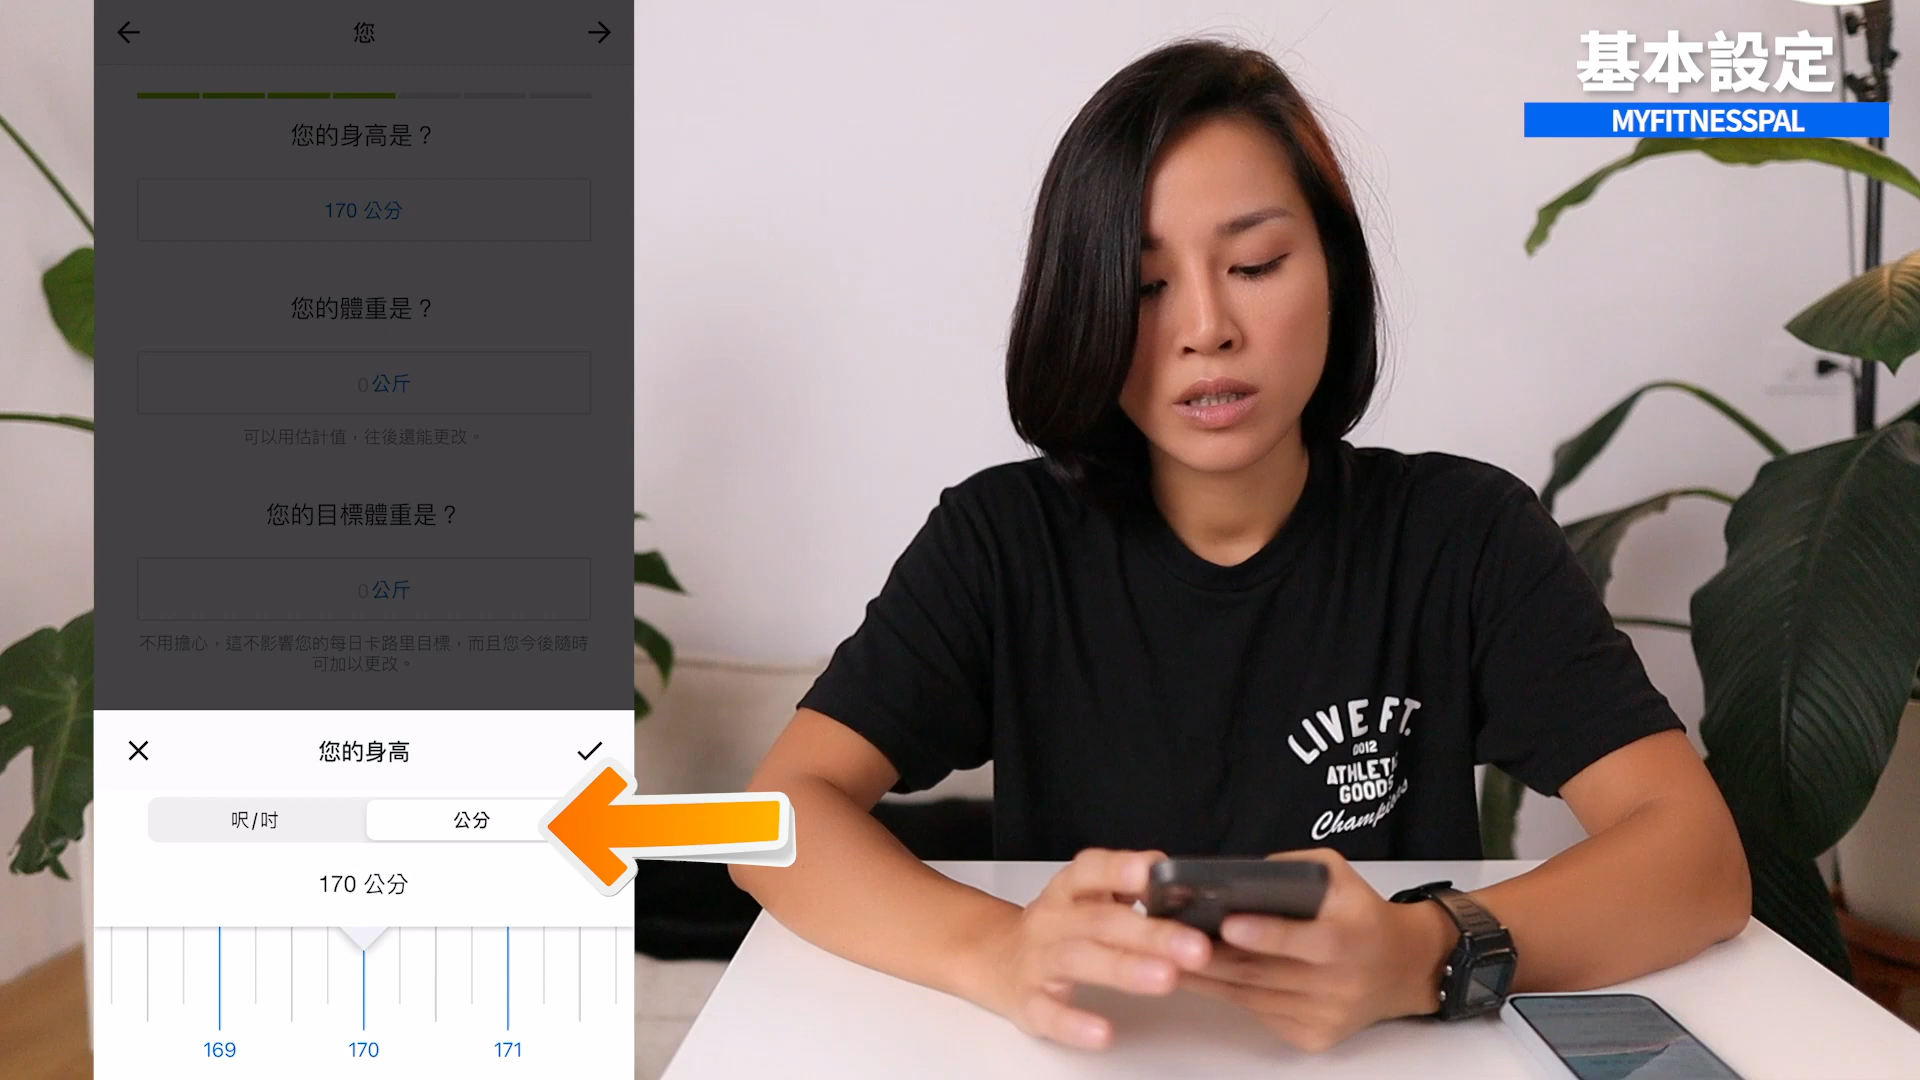 您
您的身高是？
170 公分
您的體重是？
0公斤
可以用估計值，往後還能更改。
您的目標體重是？
0公斤
不用擔心，這不影響您的每日卡路里目標，而且您今後隨時
可加以更改。
您的身高
呎/吋
公分
170 公分
169
170
171
基本設定
MYFITNESSPAL
LIVE FT.
0012
ATHLETI
GOODS
Champions